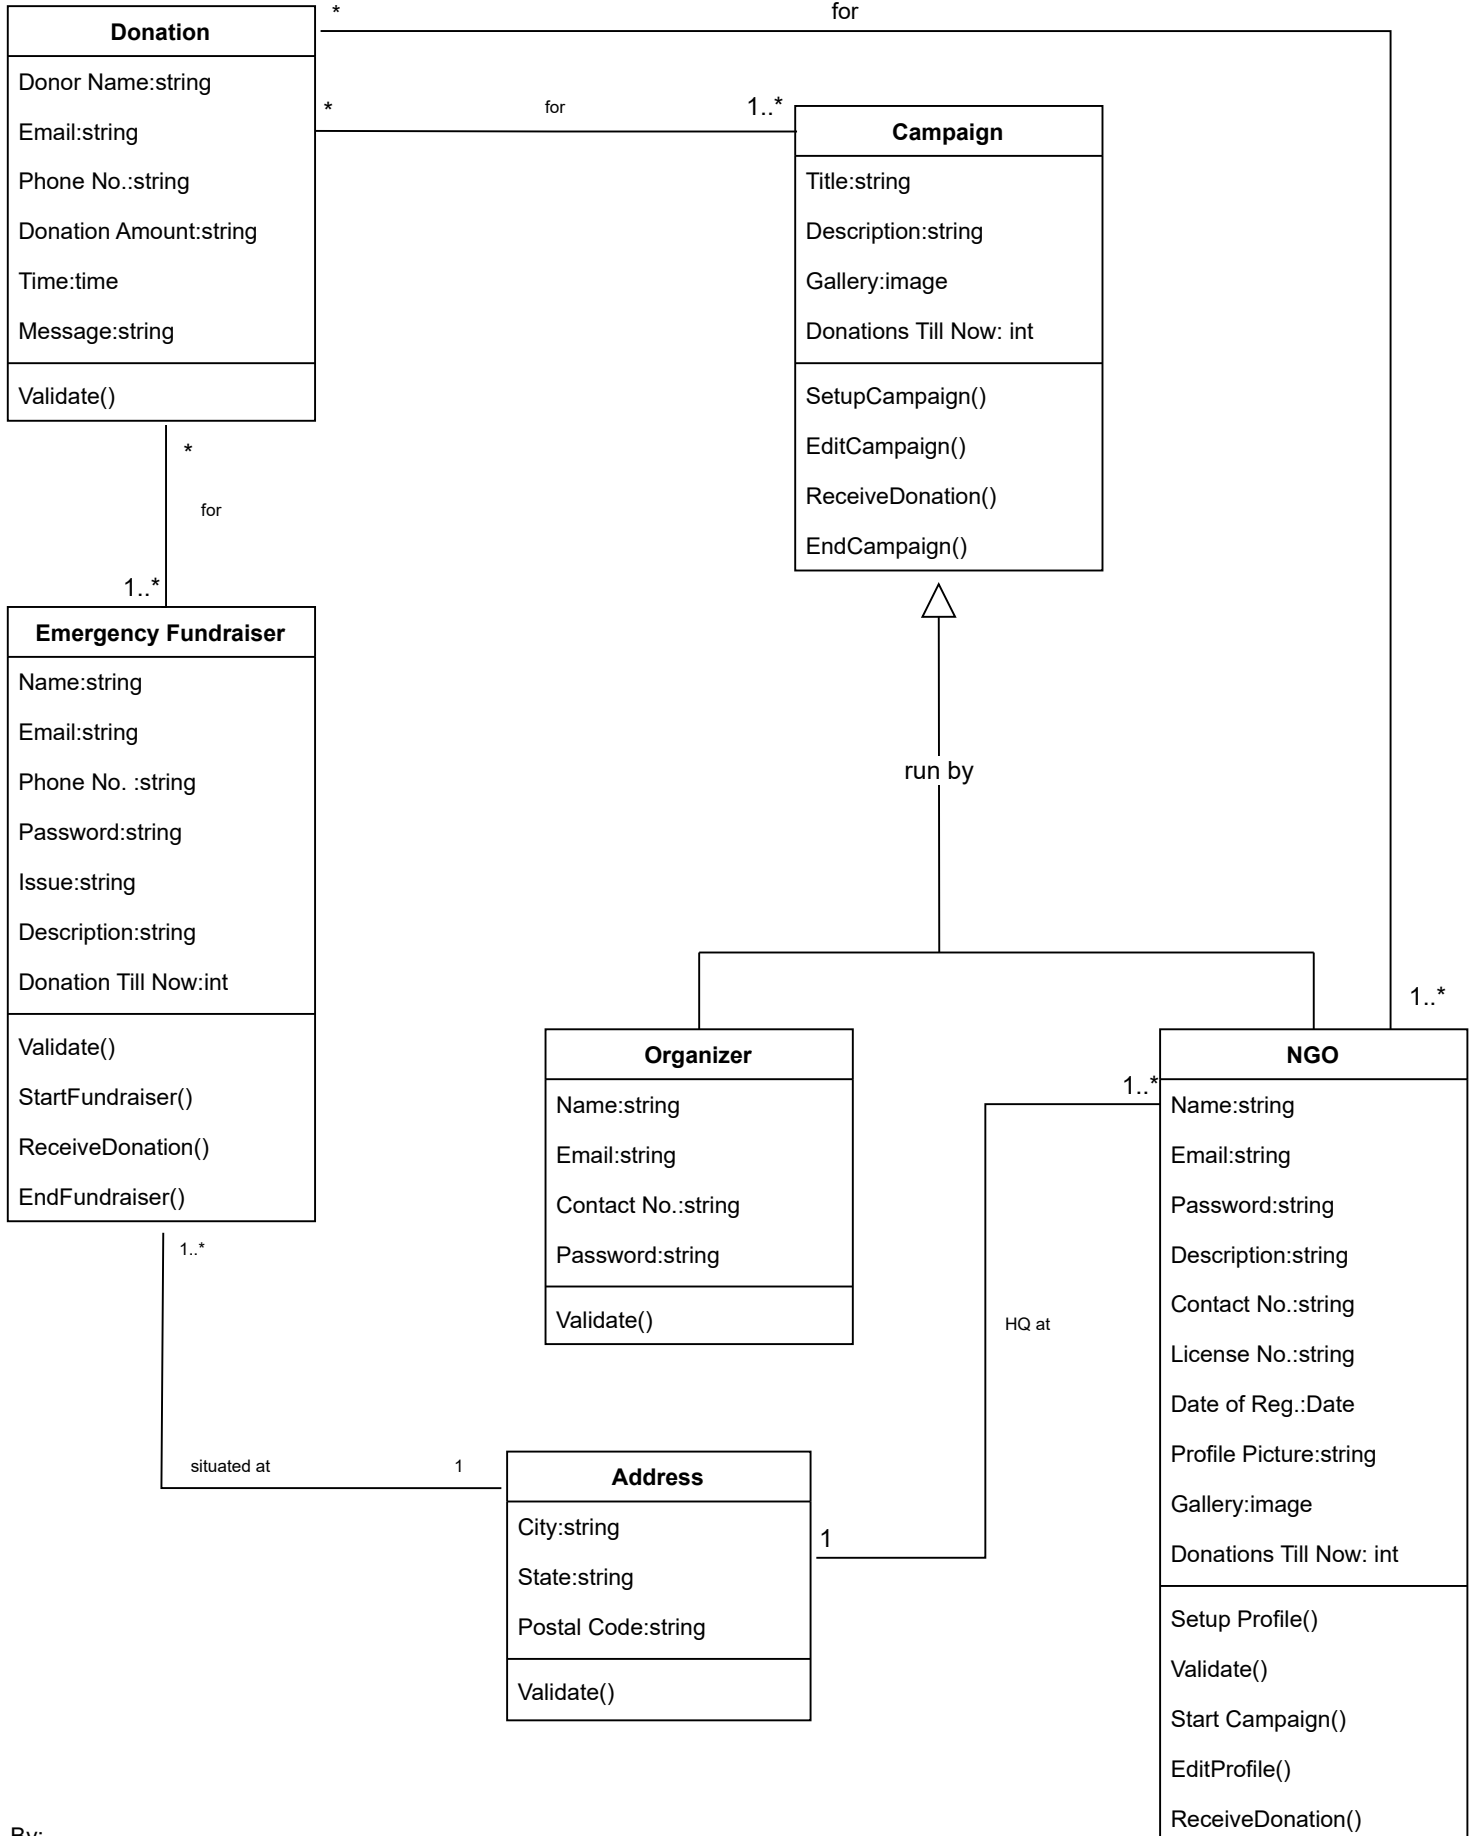 * for
Donation
Donor Name:string
Email:string
Phone No.:string
Donation Amount:string
Time:time
Message:string
Validate()
* for 1..*
Campaign
Title:string
Description:string
Gallery:image
Donations Till Now: int
SetupCampaign()
EditCampaign()
ReceiveDonation()
EndCampaign()
*
for
1..*
Emergency Fundraiser
Name:string
Email:string
Phone No. :string
Password:string
Issue:string
Description:string
Donation Till Now:int
Validate()
StartFundraiser()
ReceiveDonation()
EndFundraiser()
run by
1..*
Organizer
Name:string
Email:string
Contact No.:string
Password:string
Validate()
1..*
NGO
Name:string
Email:string
Password:string
Description:string
Contact No.:string
License No.:string
Date of Reg.:Date
Profile Picture:string
Gallery:image
Donations Till Now: int
Setup Profile()
Validate()
Start Campaign()
EditProfile()
ReceiveDonation()
HQ at
1..*
situated at 1
Address
City:string
State:string
Postal Code:string
Validate()
1
By: